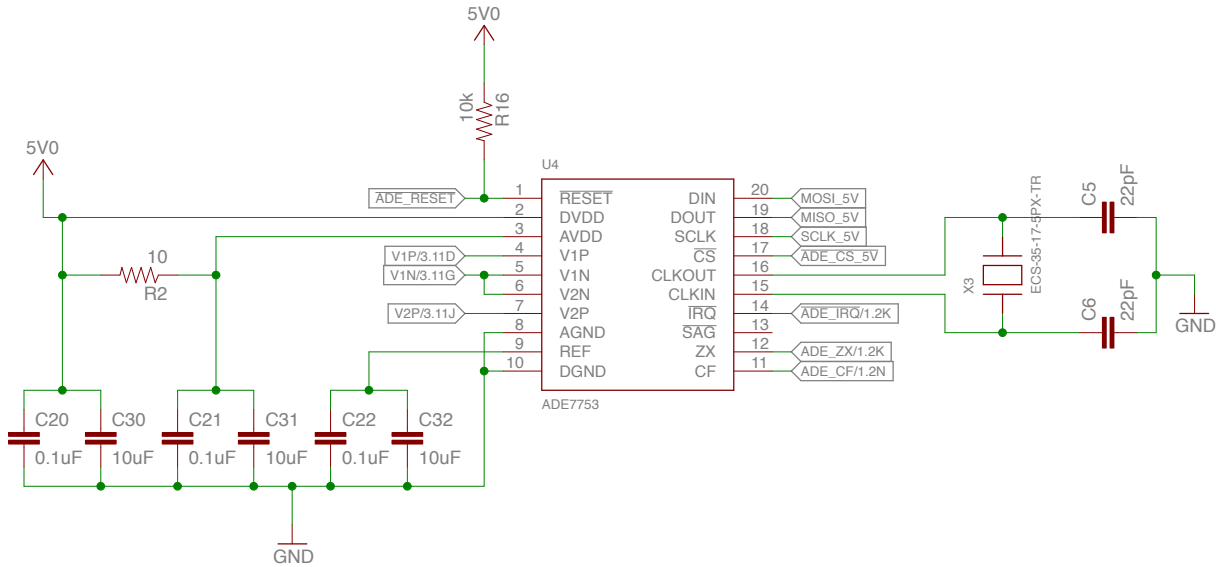 5V0
10k
R16
5V0
U4
ADE_RESET
1
RESET
DIN
20
MOSI_5V
2
DVDD
DOUT
19
MISO_5V
3
AVDD
SCLK
18
SCLK_5V
V1P/3.11D
4
V1P
CS
17
ADE_CS_5V
V1N/3.11G
5
V1N
CLKOUT
16
6
V2N
CLKIN
15
V2P/3.11J
7
V2P
IRQ
14
ADE_IRQ/1.2K
8
AGND
SAG
13
9
REF
ZX
12
ADE_ZX/1.2K
10
DGND
CF
11
ADE_CF/1.2N
ADE7753
10
R2
X3
ECS-35-17-5PX-TR
C5
22pF
C6
22pF
GND
C20
0.1uF
C30
10uF
C21
0.1uF
C31
10uF
C22
0.1uF
C32
10uF
GND